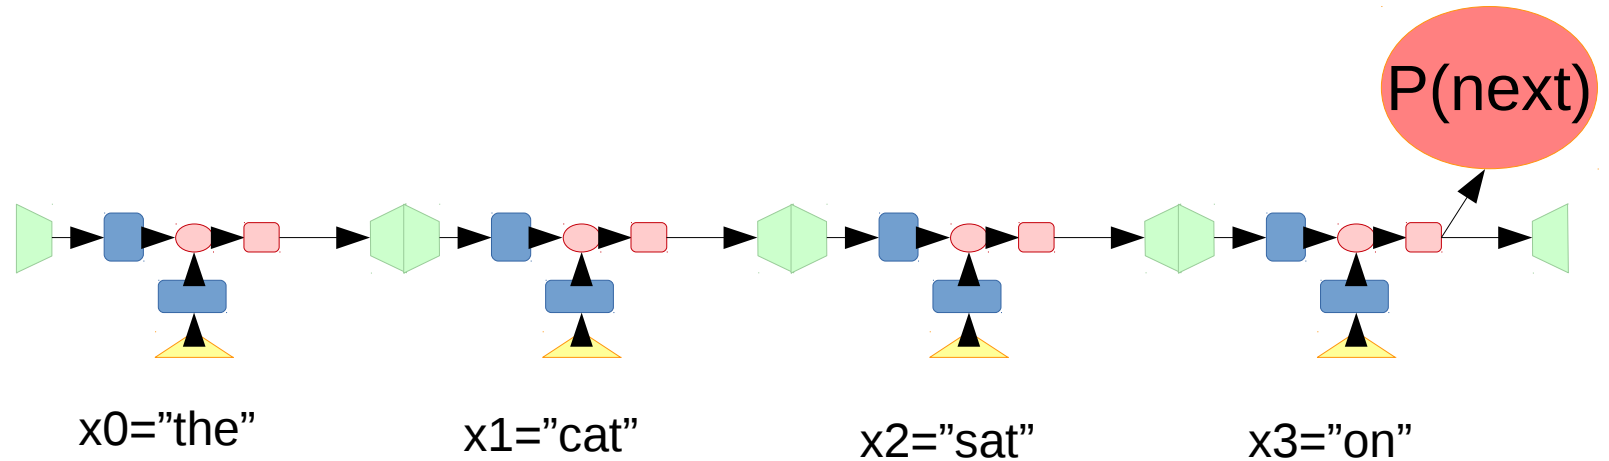 P(next)
x0=”the”
x1=”cat”
x2=”sat”
x3=”on”